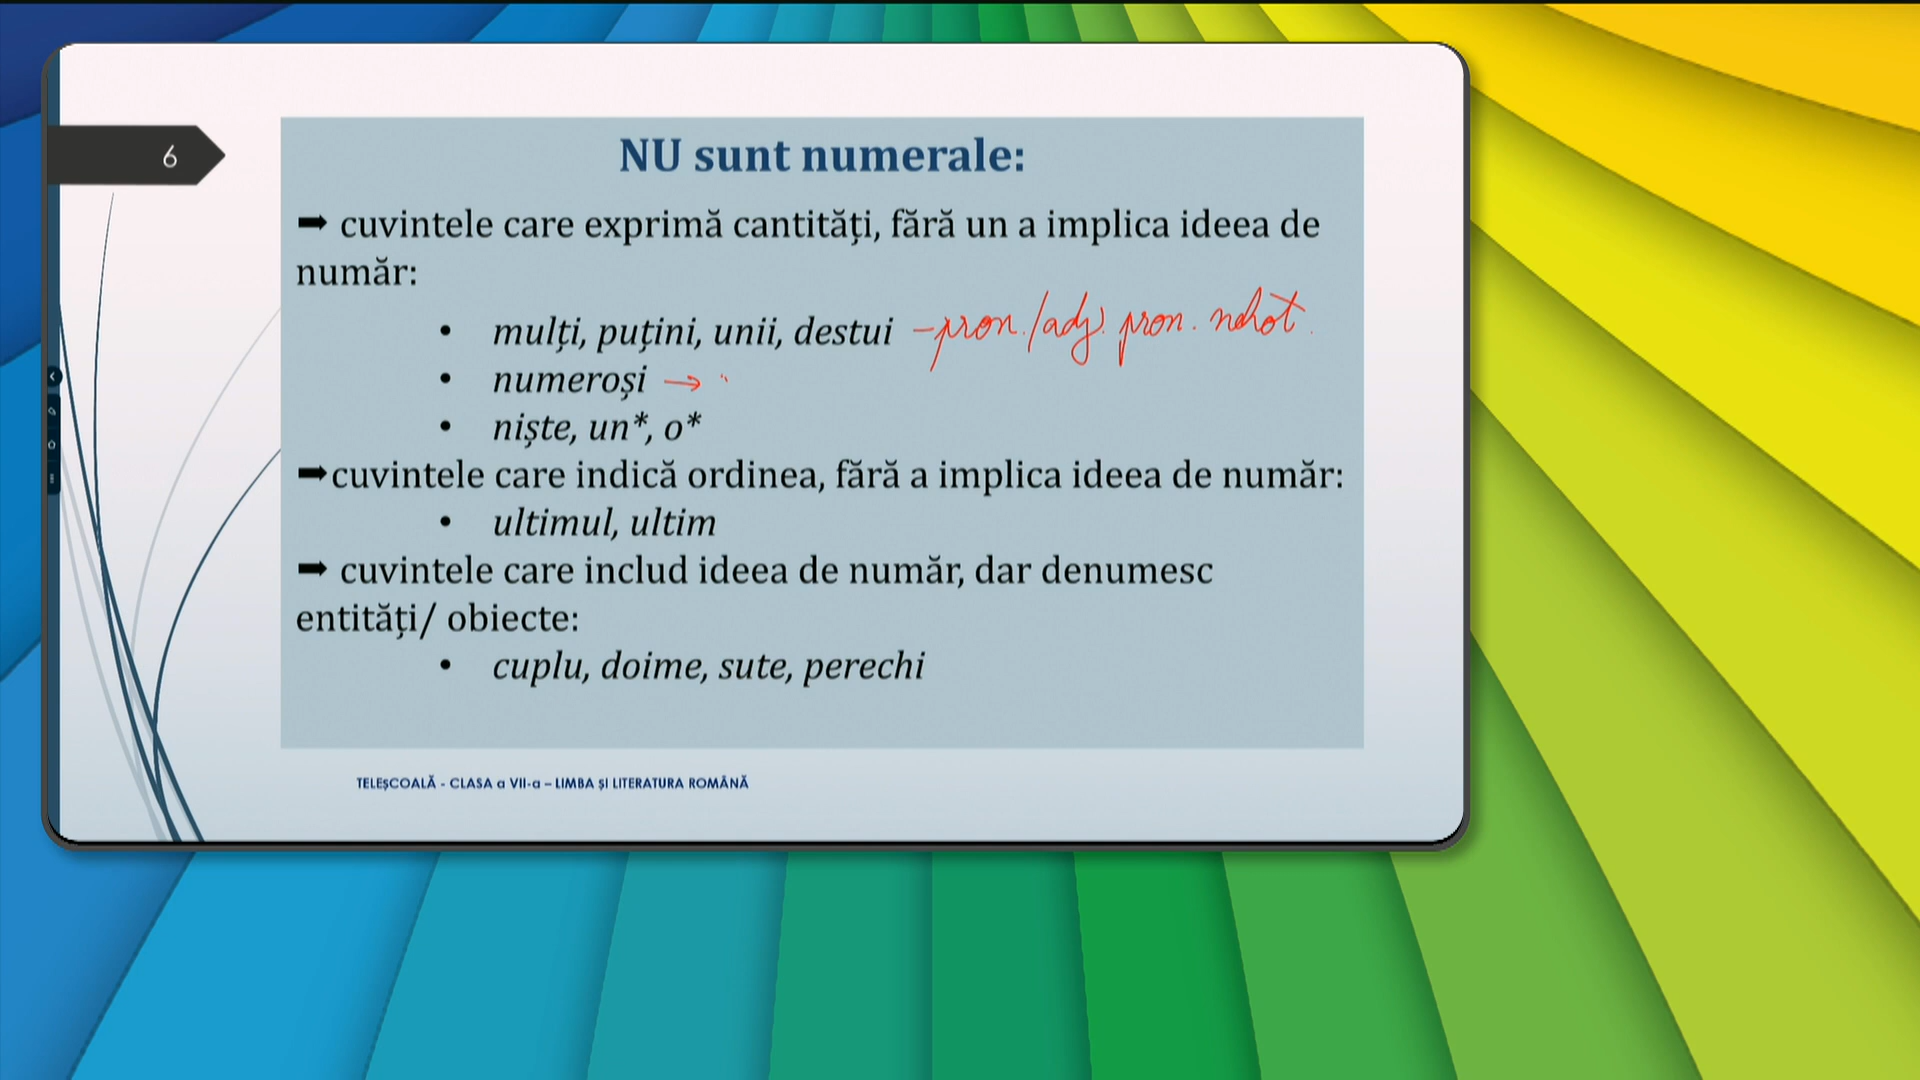 6
NU sunt numerale:
➡ cuvintele care exprimă cantități, fără un a implica ideea de
număr:
• mulți, puțini, unii, destui – pron./adj. pron. nehot.
• numeroși →
• niște, un*, o*
➡cuvintele care indică ordinea, fără a implica ideea de număr:
• ultimul, ultim
➡ cuvintele care includ ideea de număr, dar denumesc
entități/ obiecte:
• cuplu, doime, sute, perechi
TELEȘCOALĂ - CLASA a VII-a – LIMBA ȘI LITERATURA ROMÂNĂ